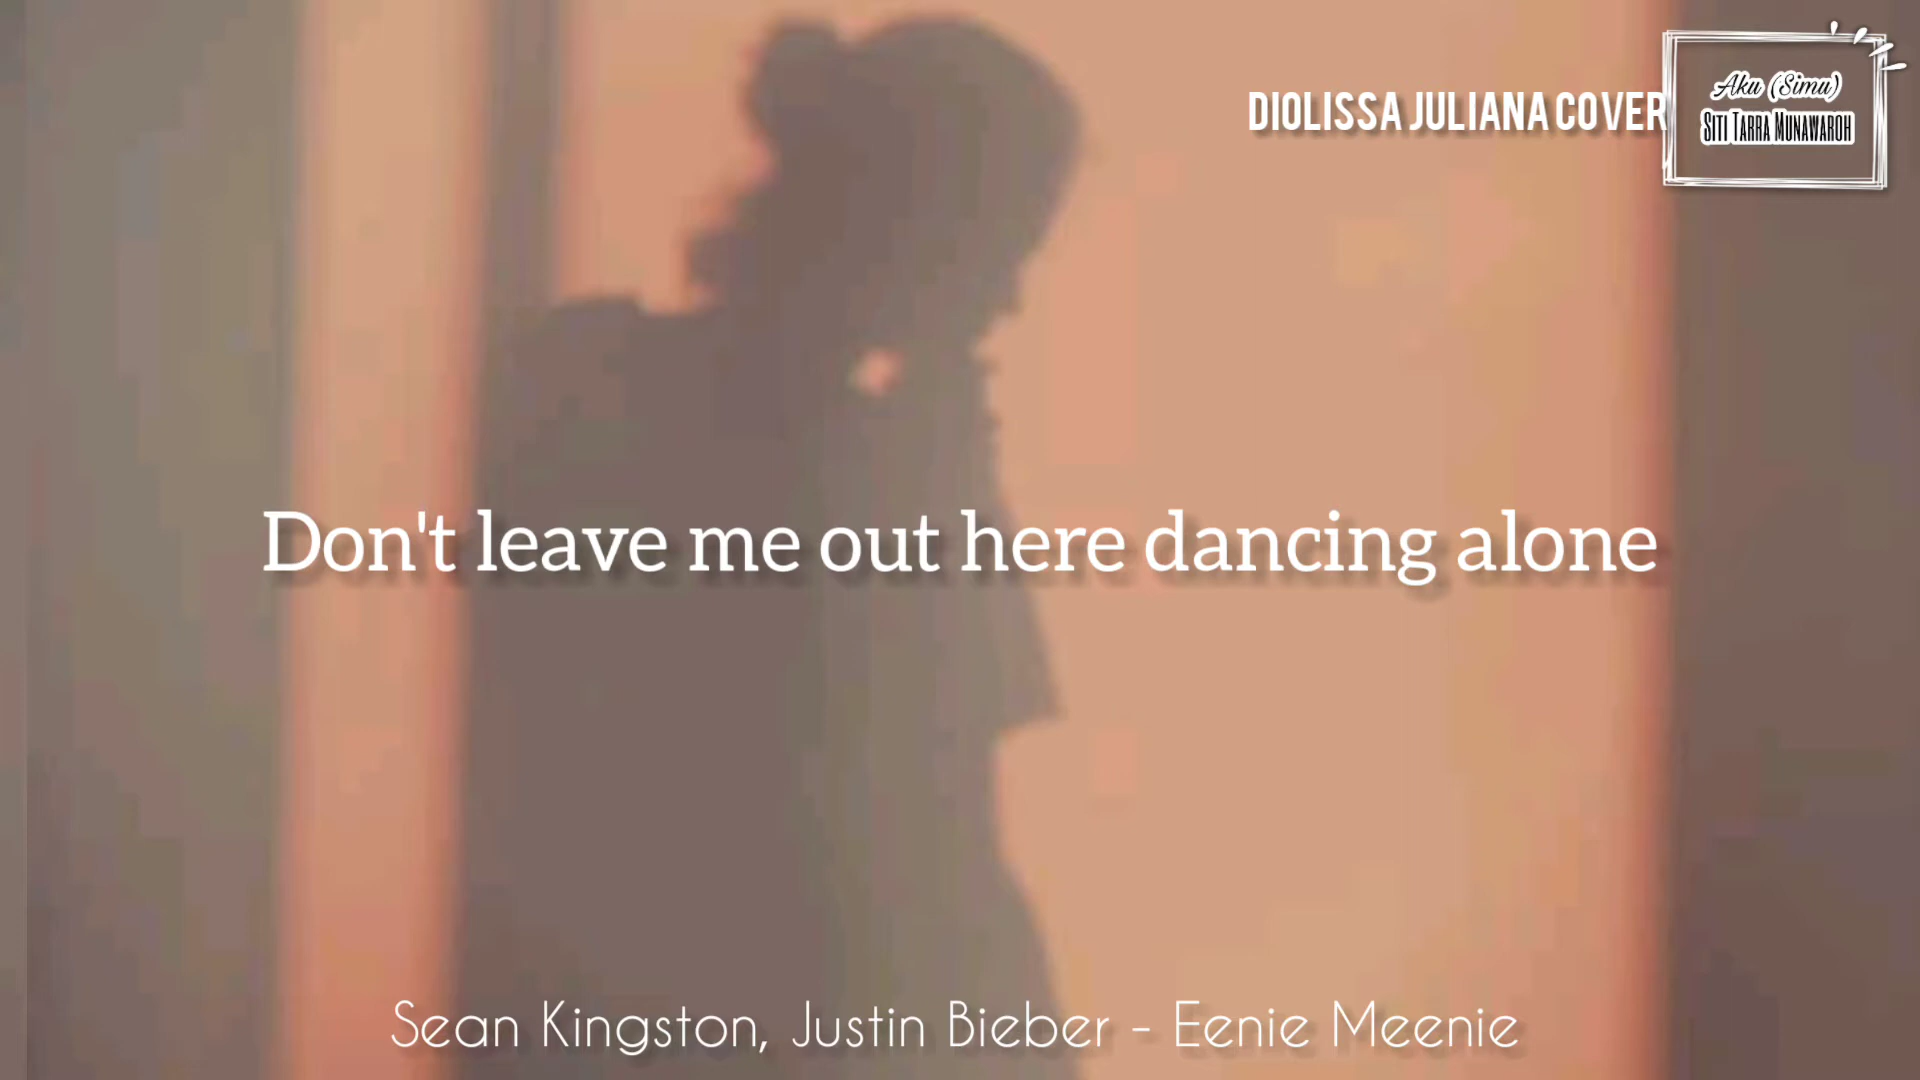 DIOLISSA JULIANA COVER
Aku (Simu)
SITI TARRA MUNAWAROH
Don't leave me out here dancing alone
Sean Kingston, Justin Bieber - Eenie Meenie